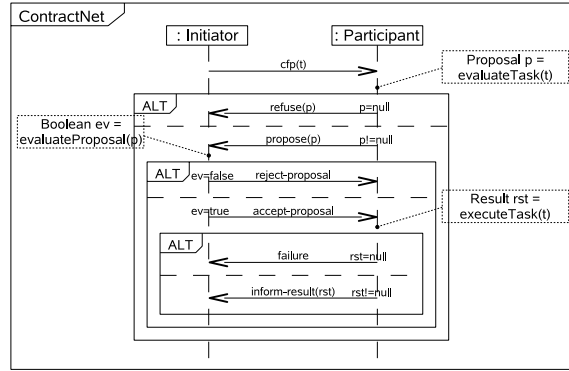 ContractNet
: Initiator
: Participant
cfp(t)
Proposal p =
evaluateTask(t)
ALT
refuse(p) p=null
Boolean ev =
evaluateProposal(p)
propose(p) p!=null
ALT
ev=false reject-proposal
Result rst =
executeTask(t)
ev=true accept-proposal
ALT
failure rst=null
inform-result(rst) rst!=null